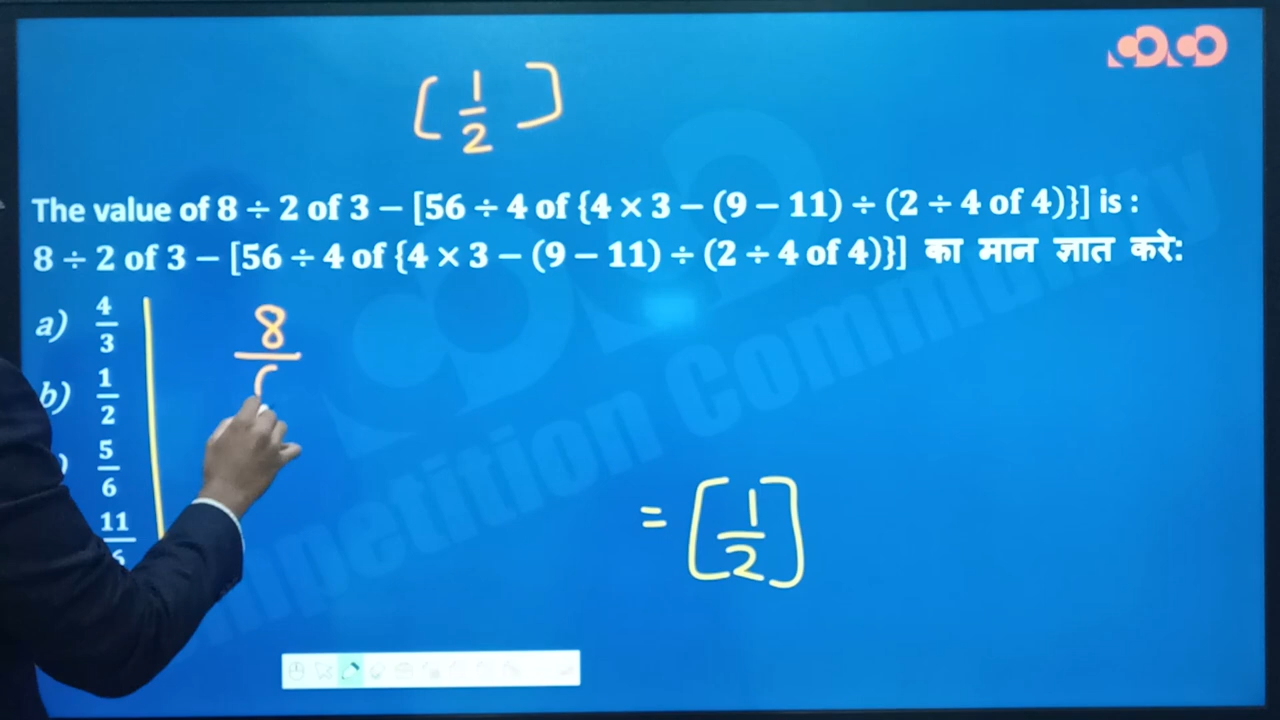 [ 1/2 ]
The value of 8 ÷ 2 of 3 – [56 ÷ 4 of {4 × 3 – (9 – 11) ÷ (2 ÷ 4 of 4)}] is :
8 ÷ 2 of 3 – [56 ÷ 4 of {4 × 3 – (9 – 11) ÷ (2 ÷ 4 of 4)}] का मान ज्ञात करे:
a) 4/3
8
b) 1/2
) 5/6
= [ 1/2 ]
11/6